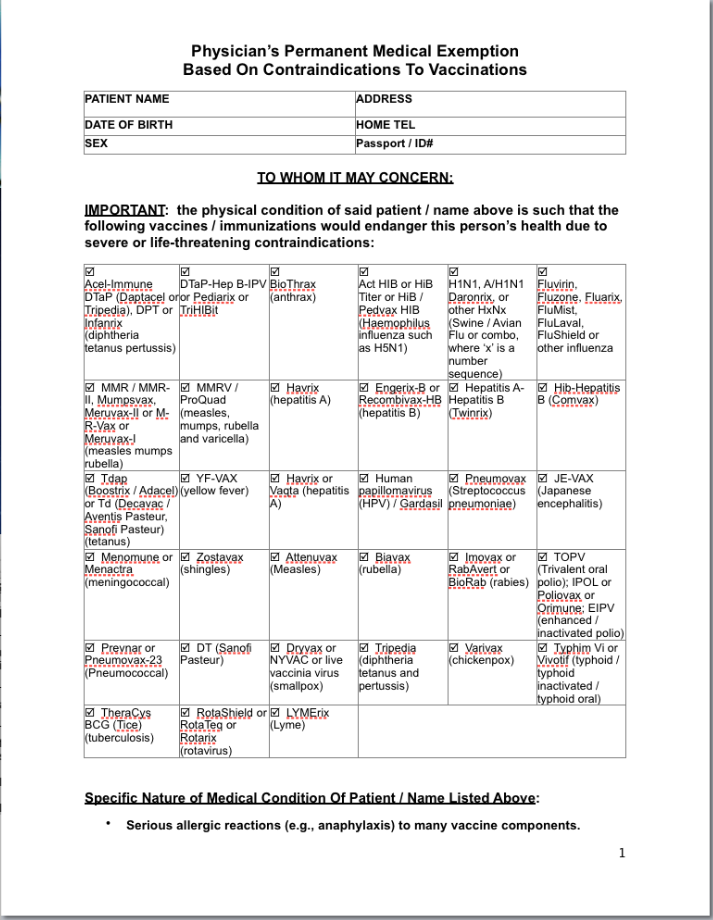 Physician’s Permanent Medical Exemption
Based On Contraindications To Vaccinations
PATIENT NAME
ADDRESS
DATE OF BIRTH
HOME TEL
SEX
Passport / ID#
TO WHOM IT MAY CONCERN:
IMPORTANT:  the physical condition of said patient / name above is such that the
following vaccines / immunizations would endanger this person’s health due to
severe or life-threatening contraindications:
☑
Acel-Immune
DTaP (Daptacel or
Tripedia), DPT or
Infanrix
(diphtheria
tetanus pertussis)
☑
DTaP-Hep B-IPV
or Pediarix or
TriHIBit
☑
BioThrax
(anthrax)
☑
Act HIB or HiB
Titer or HiB /
Pedvax HIB
(Haemophilus
influenza such
as H5N1)
☑
H1N1, A/H1N1
Daronrix, or
other HxNx
(Swine / Avian
Flu or combo,
where ‘x’ is a
number
sequence)
☑
Fluvirin,
Fluzone, Fluarix,
FluMist,
FluLaval,
FluShield or
other influenza
☑ MMR / MMR-
II, Mumpsvax,
Meruvax-II or M-
R-Vax or
Meruvax-I
(measles mumps
rubella)
☑ MMRV /
ProQuad
(measles,
mumps, rubella
and varicella)
☑ Havrix
(hepatitis A)
☑ Engerix-B or
Recombivax-HB
(hepatitis B)
☑ Hepatitis A-
Hepatitis B
(Twinrix)
☑ Hib-Hepatitis
B (Comvax)
☑ Tdap
(Boostrix / Adacel)
or Td (Decavac /
Aventis Pasteur,
Sanofi Pasteur)
(tetanus)
☑ YF-VAX
(yellow fever)
☑ Havrix or
Vaqta (hepatitis
A)
☑ Human
papillomavirus
(HPV) / Gardasil
☑ Pneumovax
(Streptococcus
pneumoniae)
☑ JE-VAX
(Japanese
encephalitis)
☑ Menomune or
Menactra
(meningococcal)
☑ Zostavax
(shingles)
☑ Attenuvax
(Measles)
☑ Biavax
(rubella)
☑ Imovax or
RabAvert or
BioRab (rabies)
☑ TOPV
(Trivalent oral
polio); IPOL or
Poliovax or
Orimune; EIPV
(enhanced /
inactivated polio)
☑ Prevnar or
Pneumovax-23
(Pneumococcal)
☑ DT (Sanofi
Pasteur)
☑ Dryvax or
NYVAC or live
vaccinia virus
(smallpox)
☑ Tripedia
(diphtheria
tetanus and
pertussis)
☑ Varivax
(chickenpox)
☑ Typhim Vi or
Vivotif (typhoid /
typhoid
inactivated /
typhoid oral)
☑ TheraCys
BCG (Tice)
(tuberculosis)
☑ RotaShield or
RotaTeq or
Rotarix
(rotavirus)
☑ LYMErix
(Lyme)
Specific Nature of Medical Condition Of Patient / Name Listed Above:
• Serious allergic reactions (e.g., anaphylaxis) to many vaccine components.
1